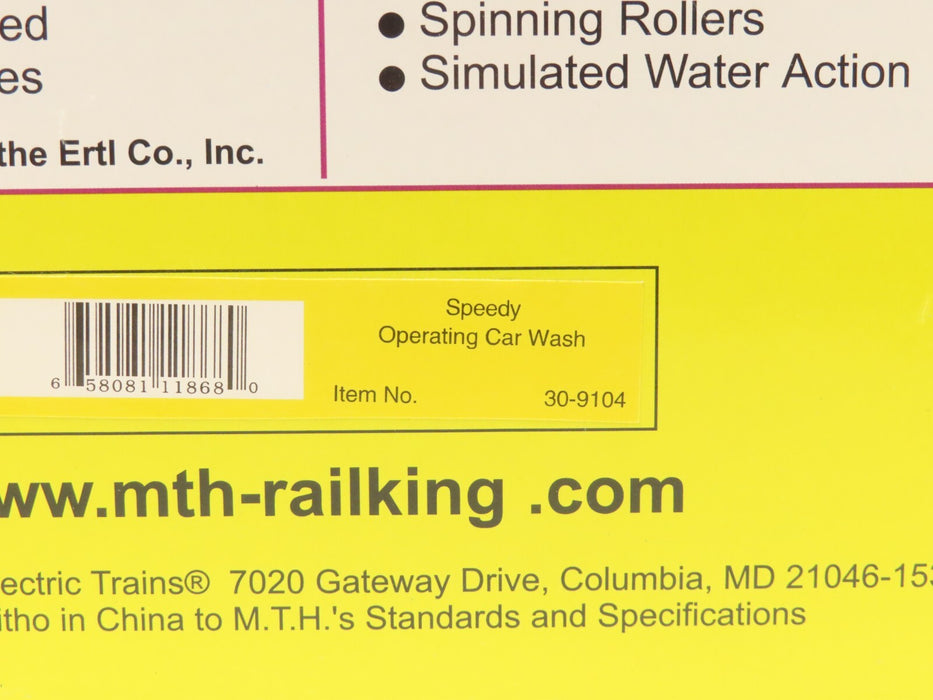 ed
es
the Ertl Co., Inc.
● Spinning Rollers
● Simulated Water Action
Speedy
Operating Car Wash
6 58081 11868 0
Item No. 30-9104
ww.mth-railking .com
lectric Trains® 7020 Gateway Drive, Columbia, MD 21046-153
itho in China to M.T.H.'s Standards and Specifications